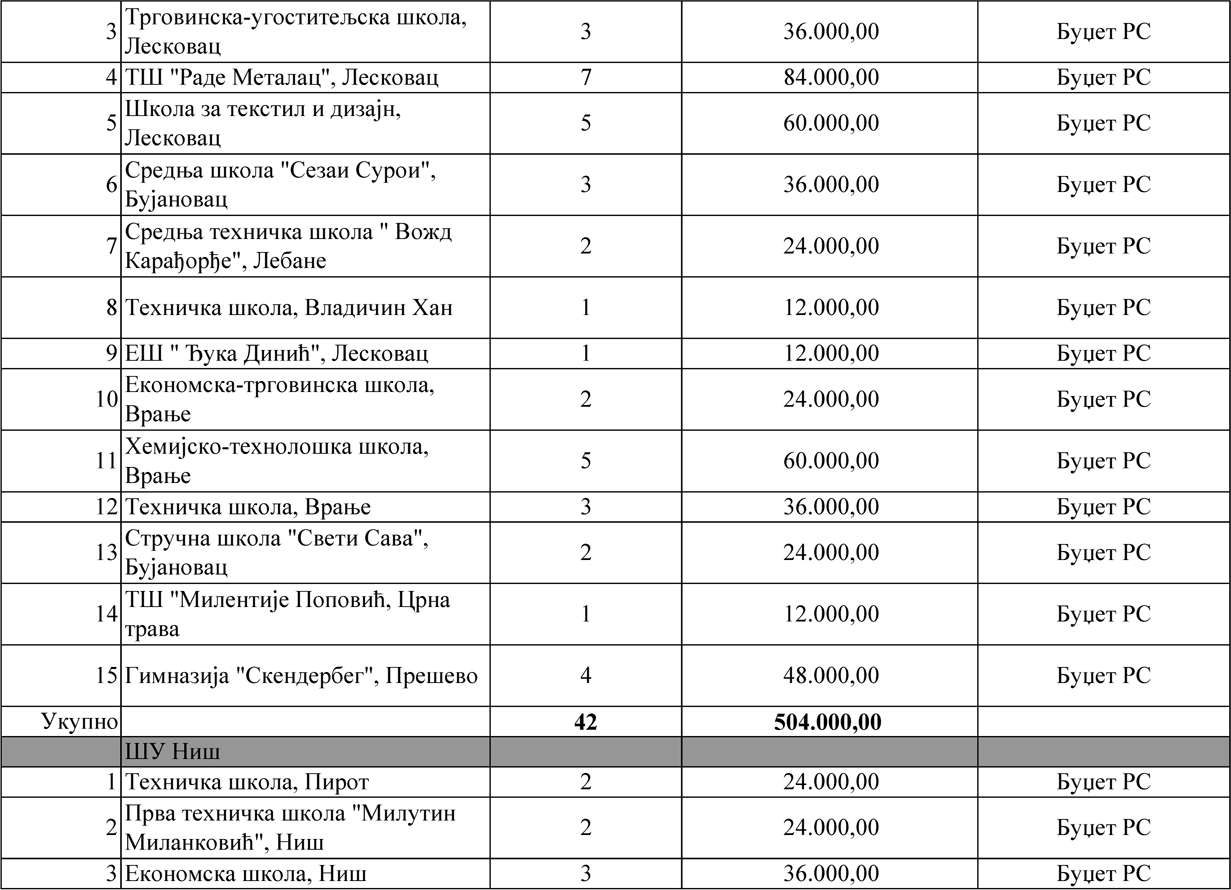 3 Трговинска-угоститељска школа, Лесковац 3 36.000,00 Буџет РС
4 ТШ "Раде Металац", Лесковац 7 84.000,00 Буџет РС
5 Школа за текстил и дизајн, Лесковац 5 60.000,00 Буџет РС
6 Средња школа "Сезаи Сурои", Бујановац 3 36.000,00 Буџет РС
7 Средња техничка школа " Вожд Карађорђе", Лебане 2 24.000,00 Буџет РС
8 Техничка школа, Владичин Хан 1 12.000,00 Буџет РС
9 ЕШ " Ђука Динић", Лесковац 1 12.000,00 Буџет РС
10 Економска-трговинска школа, Врање 2 24.000,00 Буџет РС
11 Хемијско-технолошка школа, Врање 5 60.000,00 Буџет РС
12 Техничка школа, Врање 3 36.000,00 Буџет РС
13 Стручна школа "Свети Сава", Бујановац 2 24.000,00 Буџет РС
14 ТШ "Милентије Поповић, Црна трава 1 12.000,00 Буџет РС
15 Гимназија "Скендербег", Прешево 4 48.000,00 Буџет РС
Укупно 42 504.000,00
ШУ Ниш
1 Техничка школа, Пирот 2 24.000,00 Буџет РС
2 Прва техничка школа "Милутин Миланковић", Ниш 2 24.000,00 Буџет РС
3 Економска школа, Ниш 3 36.000,00 Буџет РС